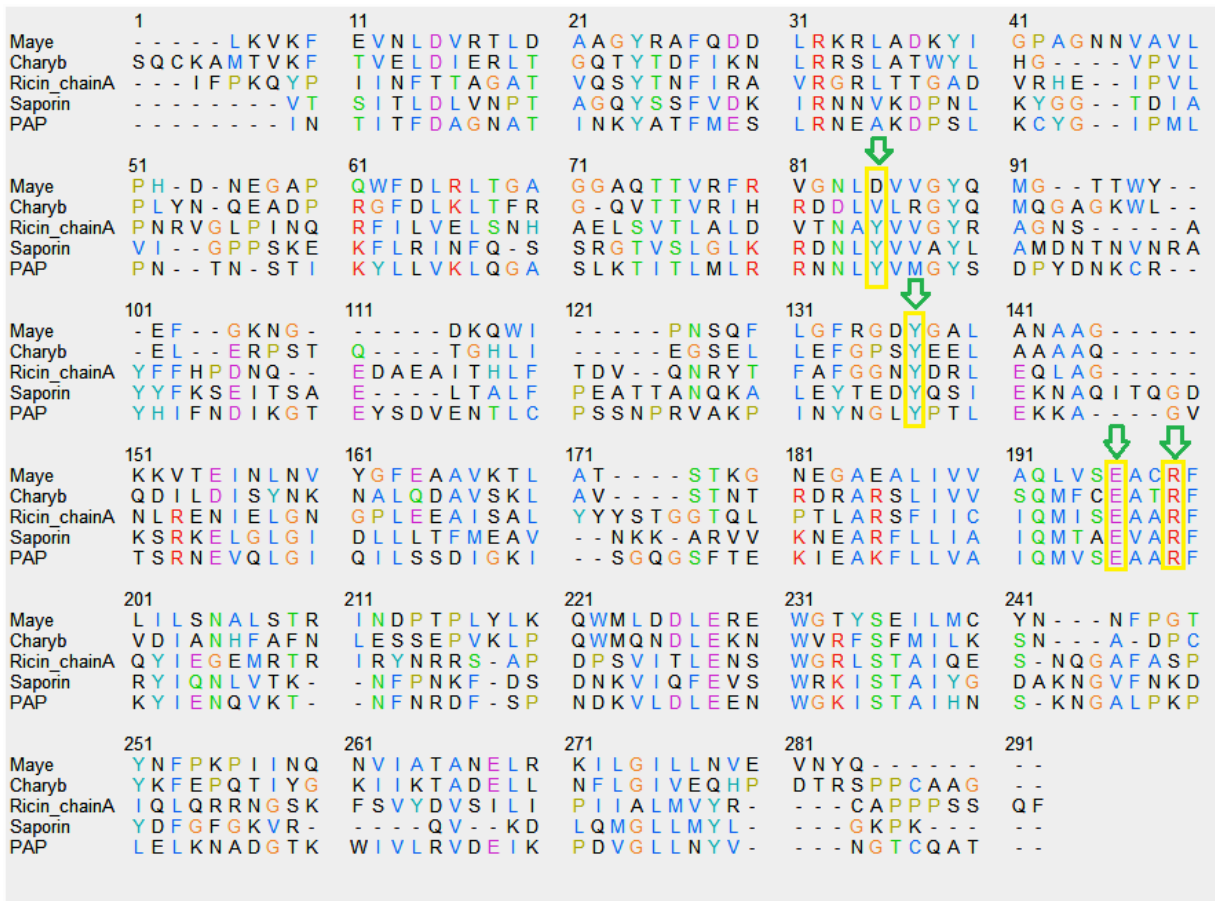 1 11 21 31 41
Maye - - - - - L K V K F E V N L D V R T L D A A G Y R A F Q D D L R K R L A D K Y I G P A G N N V A V L
Charyb S Q C K A M T V K F T V E L D I E R L T G Q T Y T D F I K N L R R S L A T W Y L H G - - - - V P V L
Ricin_chainA - - - I F P K Q Y P I I N F T T A G A T V Q S Y T N F I R A V R G R L T T G A D V R H E - - I P V L
Saporin - - - - - - - - V T S I T L D L V N P T A G Q Y S S F V D K I R N N V K D P N L K Y G G - - T D I A
PAP - - - - - - - - I N T I T F D A G N A T I N K Y A T F M E S L R N E A K D P S L K C Y G - - I P M L
51 61 71 81 91
Maye P H - D - N E G A P Q W F D L R L T G A G G A Q T T V R F R V G N L D V V G Y Q M G - - T T W Y - -
Charyb P L Y N - Q E A D P R G F D L K L T F R G - Q V T T V R I H R D D L V L R G Y Q M Q G A G K W L - -
Ricin_chainA P N R V G L P I N Q R F I L V E L S N H A E L S V T L A L D V T N A Y V V G Y R A G N S - - - - - A
Saporin V I - - G P P S K E K F L R I N F Q - S S R G T V S L G L K R D N L Y V V A Y L A M D N T N V N R A
PAP P N - - T N - S T I K Y L L V K L Q G A S L K T I T L M L R R N N L Y V M G Y S D P Y D N K C R - -
101 111 121 131 141
Maye - E F - - G K N G - - - - - - D K Q W I - - - - - P N S Q F L G F R G D Y G A L A N A A G - - - - -
Charyb - E L - - E R P S T Q - - - - T G H L I - - - - - E G S E L L E F G P S Y E E L A A A A Q - - - - -
Ricin_chainA Y F F H P D N Q - - E D A E A I T H L F T D V - - Q N R Y T F A F G G N Y D R L E Q L A G - - - - -
Saporin Y Y F K S E I T S A E - - - - L T A L F P E A T T A N Q K A L E Y T E D Y Q S I E K N A Q I T Q G D
PAP Y H I F N D I K G T E Y S D V E N T L C P S S N P R V A K P I N Y N G L Y P T L E K K A - - - - G V
151 161 171 181 191
Maye K K V T E I N L N V Y G F E A A V K T L A T - - - - S T K G N E G A E A L I V V A Q L V S E A C R F
Charyb Q D I L D I S Y N K N A L Q D A V S K L A V - - - - S T N T R D R A R S L I V V S Q M F C E A T R F
Ricin_chainA N L R E N I E L G N G P L E E A I S A L Y Y Y S T G G T Q L P T L A R S F I I C I Q M I S E A A R F
Saporin K S R K E L G L G I D L L L T F M E A V - - N K K - A R V V K N E A R F L L I A I Q M T A E V A R F
PAP T S R N E V Q L G I Q I L S S D I G K I - - S G Q G S F T E K I E A K F L L V A I Q M V S E A A R F
201 211 221 231 241
Maye L I L S N A L S T R I N D P T P L Y L K Q W M L D D L E R E W G T Y S E I L M C Y N - - - N F P G T
Charyb V D I A N H F A F N L E S S E P V K L P Q W M Q N D L E K N W V R F S F M I L K S N - - - A - D P C
Ricin_chainA Q Y I E G E M R T R I R Y N R R S - A P D P S V I T L E N S W G R L S T A I Q E S - N Q G A F A S P
Saporin R Y I Q N L V T K - - N F P N K F - D S D N K V I Q F E V S W R K I S T A I Y G D A K N G V F N K D
PAP K Y I E N Q V K T - - N F N R D F - S P N D K V L D L E E N W G K I S T A I H N S - K N G A L P K P
251 261 271 281 291
Maye Y N F P K P I I N Q N V I A T A N E L R K I L G I L L N V E V N Y Q - - - - - - - -
Charyb Y K F E P Q T I Y G K I I K T A D E L L N F L G I V E Q H P D T R S P P C A A G - -
Ricin_chainA I Q L Q R R N G S K F S V Y D V S I L I P I I A L M V Y R - - - - C A P P P S S Q F
Saporin Y D F G F G K V R - - - - - Q V - - K D L Q M G L L M Y L - - - - G K P K - - - - -
PAP L E L K N A D G T K W I V L R V D E I K P D V G L L N Y V - - - - N G T C Q A T - -